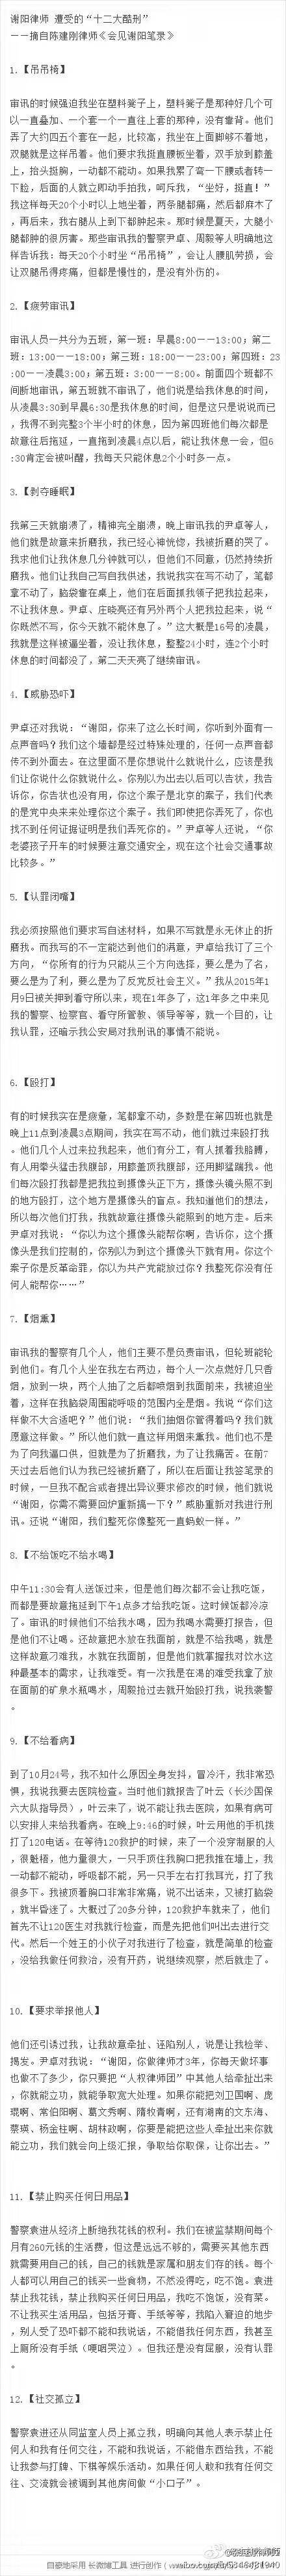 谢阳律师 遭受的“十二大酷刑”
——摘自陈建刚律师《会见谢阳笔录》
1.【吊吊椅】
审讯的时候强迫我坐在塑料凳子上，塑料凳子是那种好几个可
以一直叠加、一个套一个一直往上套的那种，没有靠背。他们
弄了大约四五个套在一起，比较高，我坐在上面脚够不着地，
双腿就是这样吊着。他们要求我挺直腰板坐着，双手放到膝盖
上，抬头挺胸，一动都不能动。如果我累了弯一下腰或者转一
下脸，后面的人就立即动手拍我，呵斥我，“坐好，挺直！”
我这样每天20个小时以上地坐着，两条腿都痛，然后都麻木了
，再后来，我右腿从上到下都肿起来。那时候是夏天，大腿小
腿都肿的很厉害。那些审讯我的警察尹卓、周毅等人明确地这
样告诉我：每天20个小时坐“吊吊椅”，会让人腰肌劳损，会
让双腿吊得疼痛，但都是慢性的，是没有外伤的。
2.【疲劳审讯】
审讯人员一共分为五班，第一班：早晨8:00——13:00；第二
班：13:00——18:00；第三班：18:00——23:00；第四班：23
:00——凌晨3:00；第五班：3:00——8:00。前面四个班都不
间断地审讯，第五班就不审讯了，他们说是给我休息的时间，
从凌晨3:30到早晨6:30是我休息的时间，但是这只是说说而已
，我得不到完整3个半小时的休息，因为第四班他们每次都是
故意往后拖延，一直拖到凌晨4点以后，能让我休息一会，但6
:30肯定会被叫醒，我每天只能休息2个小时多一点。
3.【剥夺睡眠】
我第三天就崩溃了，精神完全崩溃，晚上审讯我的尹卓等人，
他们就是故意来折磨我，我已经心神恍惚，我被折磨的哭了。
我求他们让我休息几分钟就可以，但他们不同意，仍然持续折
磨我。他们让我自己写自我供述，我说我实在写不动了，笔都
拿不动了，脑袋靠在桌上，他们在后面抓我领子把我拉起来，
不让我休息。尹卓、庄晓亮还有另外两个人把我拉起来，说“
你既然不写，你今天就不能休息了。”这大概是16号的凌晨，
我就是这样被逼坐着，没让我休息，整整24小时，连2个小时
休息的时间都没了，第二天天亮了继续审讯。
4.【威胁恐吓】
尹卓还对我说：“谢阳，你来了这么长时间，你听到外面有一
点声音吗？我们这个墙都是经过特殊处理的，任何一点声音都
传不到外面去。在这里面不是你想说什么就说什么，应该是我
们让你说什么你就说什么。你别以为出去以后可以告状，我告
诉你，你告状也没有用，你这个案子是北京的案子，我们代表
的是党中央来处理你这个案子。我们即使把你弄死了，你也
找不到任何证据证明是我们弄死你的。”尹卓等人还说，“你
老婆孩子开车的时候要注意交通安全，现在这个社会交通事故
比较多。”
5.【认罪闭嘴】
我必须按照他们要求写自述材料，如果不写就是永无休止的折
磨我。而我写的不一定能达到他们的满意，尹卓给我订了三个
方向，“你所有的行为只能从三个方向选择，要么是为了名，
要么是为了利，要么是为了反党反社会主义。”我从2015年1
月9日被关押到看守所以来，现在1年多了，这1年多之中来见
我的警察、检察官、看守所管教、领导等等，就一个目的，让
我认罪，还暗示我公安局对我刑讯的事情不能说。
6.【殴打】
有的时候我实在是疲惫，笔都拿不动，多数是在第四班也就是
晚上11点到凌晨3点期间，我实在写不动，他们就过来殴打我
。他们几个人过来拉我起来，他们有分工，有人抓着我胳膊，
有人用拳头猛击我腹部，用膝盖顶我腹部，还用脚猛踹我。他
们每次殴打我都是把我拉到摄像头正下方，摄像头镜头照不到
的地方殴打，这个地方是摄像头的盲点。我知道他们的想法，
所以每次他们打我，我就故意往摄像头能照到的地方走。后来
尹卓对我说：“你以为这个摄像头能帮你啊，告诉你，这个摄
像头是我们控制的，你别以为到这个摄像头下就有用。你这个
案子你是反革命罪，你以为共产党能放过你？我整死你没有任
何人能帮你……”
7.【烟熏】
审讯我的警察有几个人，他们主要不是负责审讯，但轮班能轮
到他们。有几个人坐在我左右两边，每个人一次点燃好几只香
烟，放到一块，两个人抽了之后都喷烟到我面前来，我被迫坐
着，这样在我脑袋周围能呼吸的范围内全是烟。我说“你们这
样象不大合适吧？”他们说：“我们抽烟你管得着吗？我们就
愿意这样象。”所以他们就一直这样用烟来熏我。他们也不是
为了向我逼口供，但就是为了折磨我，为了让我痛苦。在前7
天过去后他们认为我已经被折磨了，所以在后面让我签笔录的
时候，一旦我不配合或者提出异议要求修改的时候，他们就说
“谢阳，你需不需要回炉重新搞一下？”威胁重新对我进行刑
讯。还说“谢阳，我们整死你像整死一直蚂蚁一样。”
8.【不给饭吃不给水喝】
中午11:30会有人送饭过来，但是他们每次都不会让我吃饭，
而都是要故意拖延到下午1点多才给我吃饭。这时候饭都冷凉
了。审讯的时候他们不给我水喝，因为我喝水需要打报告，但
是他们不让喝。还故意把水放在我面前，就是不给我喝，就是
这样故意刁难我，水就在我面前，但是他们就掌握我对饮水这
种最基本的需求，让我难受。有一次我是在渴的难受我拿了放
在面前的矿泉水瓶喝水，周毅抢过去就开始殴打我，说我袭警
。
9.【不给看病】
到了10月24号，我不知什么原因全身发抖，冒冷汗，我非常恐
惧，我说我要去医院检查。当时他们就报告了叶云（长沙国保
六大队指导员），叶云来了，说不能让我去医院，如果有病可
以安排人来给我看病。在晚上9:46的时候，叶云用他的手机拨
打了120电话。在等待120救护的时候，来了一个没穿制服的人
，很魁梧，他力量很大，一只手顶住我胸口把我推在墙上，我
一动都不能动，呼吸都不能，另一只手左右打我耳光，打了我
很多下。我被顶着胸口非常非常痛，说不出话来，又被打脑袋
，就半昏迷了。大概过了20多分钟，120救护车就来了，他们
首先不让120医生对我就行检查，而是先把他们叫出去进行交
代。然后一个姓王的小伙子对我进行了检查，就是简单的检查
，没给我做任何救治，没有开药，说继续观察，然后就走了。
10.【要求举报他人】
他们还引诱过我，让我故意牵扯、诬陷别人，说是让我检举、
揭发。尹卓对我说：“谢阳，你做律师才3年，你每天做坏事
也做不了多少，你只要把“人权律师团”中其他人给牵扯出来
，你就能立功，就能争取宽大处理。如果你能把刘卫国啊、庞
琨啊、常伯阳啊、葛文秀啊、隋牧青啊，还有湖南的文东海、
蔡瑛、杨金柱啊、胡林政啊，你要是能把这些人牵扯出来你就
能立功，我们就会向上级汇报，争取给你取保，让你出去。”
11.【禁止购买任何日用品】
警察袁进从经济上断绝我花钱的权利。我们在被监禁期间每个
月有260元钱的生活费，但这是远远不够的，需要买其他东西
就需要用自己的钱，自己的钱就是家属和朋友们存的钱。每个
人都可以用自己的钱买一些食物，不然没得吃，吃不饱。袁进
禁止我花钱，禁止我购买任何日用品，我吃不饱饭，没有菜。
不让我买生活用品，包括牙膏、手纸等等，我陷入窘迫的地步
，别人受了恐吓都不能和我说话，不能借我任何东西，我甚至
上厕所没有手纸（哽咽哭泣）。但我还是没有屈服，没有认罪
。
12.【社交孤立】
警察袁进还从同监室人员上孤立我，明确向其他人表示禁止任
何人和我有任何交往，不能和我说话，不能借东西给我，不能
让我参与打牌、下棋等娱乐活动。如果任何人敢和我有任何交
往、交流就会被调到其他房间做“小口子”。
自豪地采用 长微博工具 进行创作